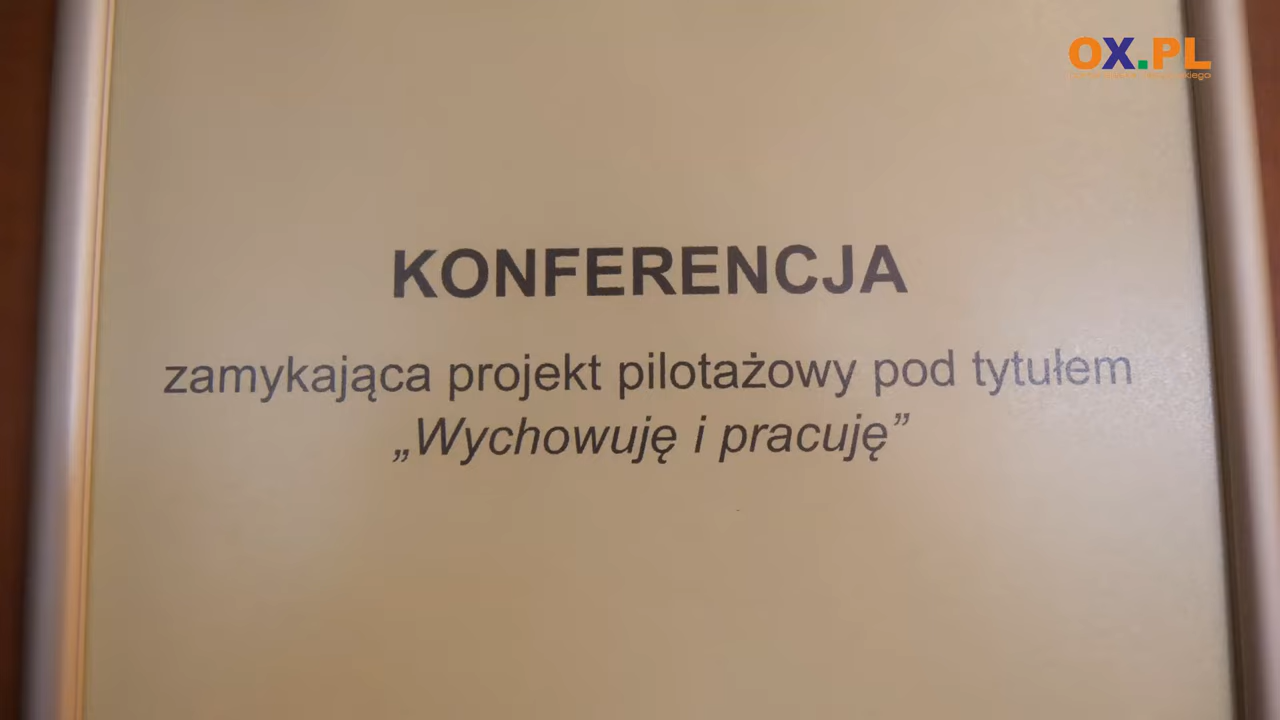 OX.PL
KONFERENCJA
zamykająca projekt pilotażowy pod tytułem
„Wychowuję i pracuję”